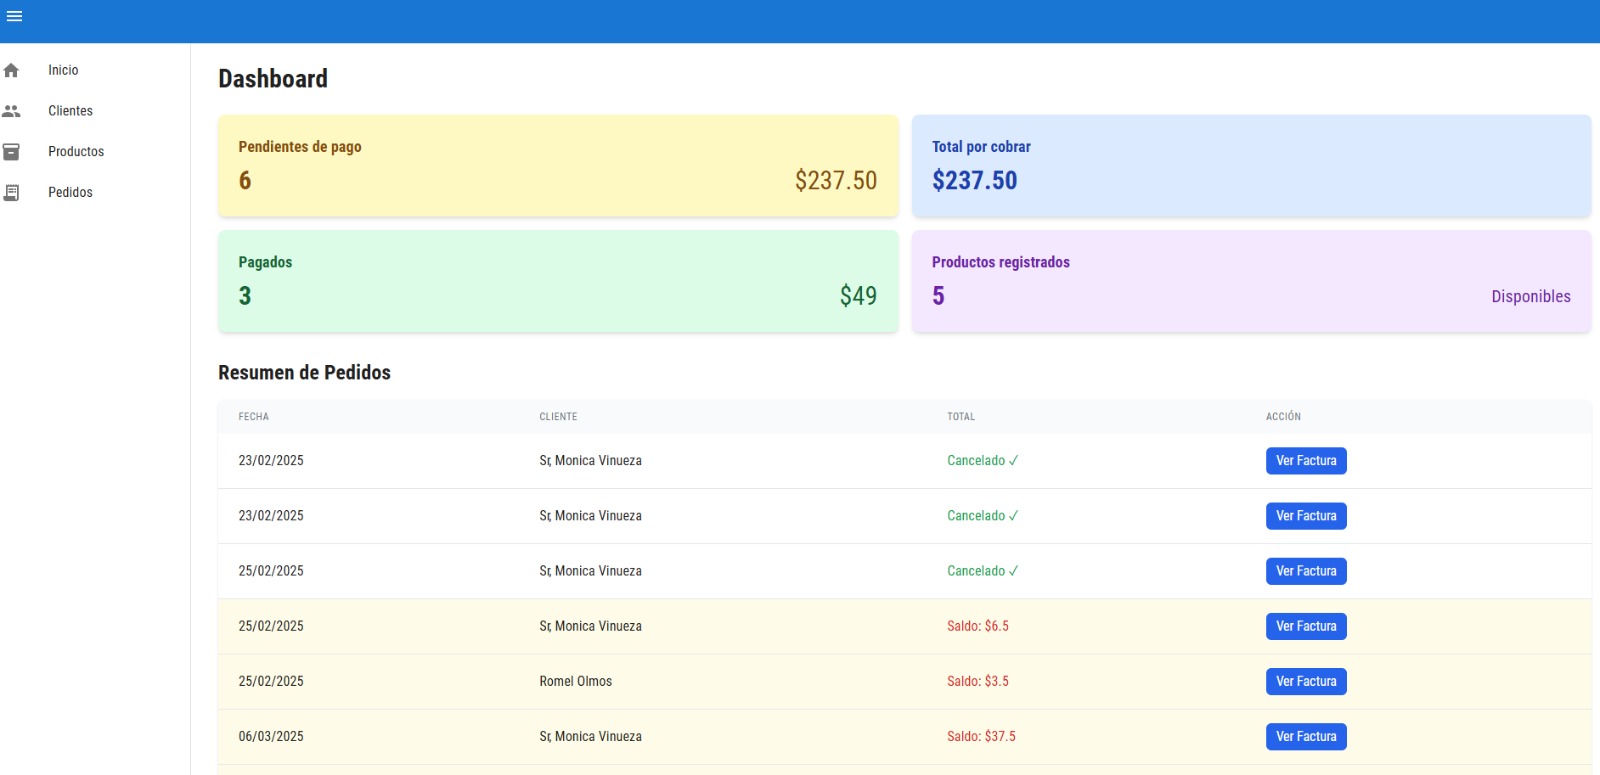 Inicio
Clientes
Productos
Pedidos
Dashboard
Pendientes de pago
6 $237.50
Total por cobrar
$237.50
Pagados
3 $49
Productos registrados
5 Disponibles
Resumen de Pedidos
FECHA CLIENTE TOTAL ACCIÓN
23/02/2025 Sr, Monica Vinueza Cancelado ✓ Ver Factura
23/02/2025 Sr, Monica Vinueza Cancelado ✓ Ver Factura
25/02/2025 Sr, Monica Vinueza Cancelado ✓ Ver Factura
25/02/2025 Sr, Monica Vinueza Saldo: $6.5 Ver Factura
25/02/2025 Romel Olmos Saldo: $3.5 Ver Factura
06/03/2025 Sr, Monica Vinueza Saldo: $37.5 Ver Factura